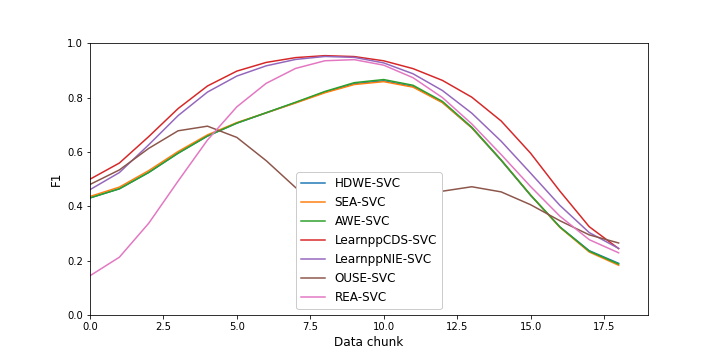 1.0
0.8
0.6
0.4
0.2
0.0
F1
HDWE-SVC
SEA-SVC
AWE-SVC
LearnppCDS-SVC
LearnppNIE-SVC
OUSE-SVC
REA-SVC
0.0 2.5 5.0 7.5 10.0 12.5 15.0 17.5
Data chunk